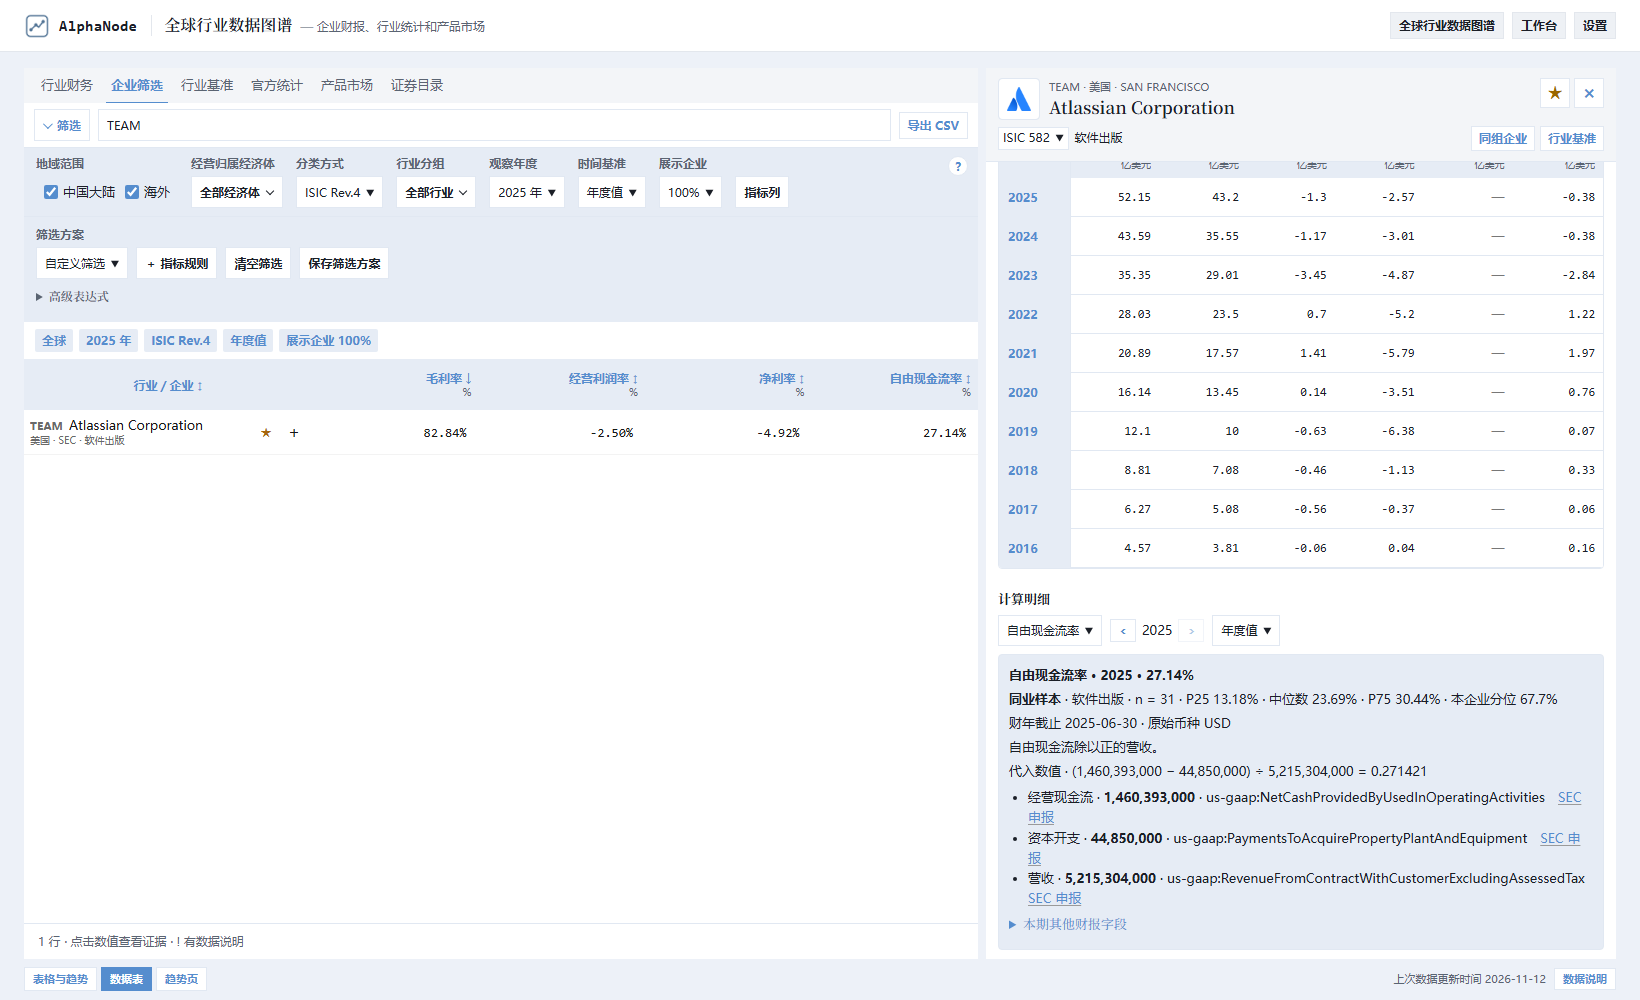 AlphaNode 全球行业数据图谱 — 企业财报、行业统计和产品市场 全球行业数据图谱 工作台 设置
行业财务 企业筛选 行业基准 官方统计 产品市场 证券目录
筛选 TEAM 导出 CSV
地域范围 经营归属经济体 分类方式 行业分组 观察年度 时间基准 展示企业 ?
中国大陆 海外 全部经济体 ISIC Rev.4 ▼ 全部行业 2025 年 ▼ 年度值 ▼ 100% ▼ 指标列
筛选方案
自定义筛选 ▼ + 指标规则 清空筛选 保存筛选方案
▶ 高级表达式
全球 2025 年 ISIC Rev.4 年度值 展示企业 100%
行业 / 企业 ↕ 毛利率 ↓ 经营利润率 ↕ 净利率 ↕ 自由现金流率 ↕
% % % %
TEAM Atlassian Corporation ★ + 82.84% -2.50% -4.92% 27.14%
美国 · SEC · 软件出版
1 行 · 点击数值查看证据 · ! 有数据说明
表格与趋势 数据表 趋势页
TEAM · 美国 · SAN FRANCISCO
Atlassian Corporation ★ ×
ISIC 582 ▼ 软件出版 同组企业 行业基准
亿美元 亿美元 亿美元 亿美元 亿美元 亿美元
2025 52.15 43.2 -1.3 -2.57 — -0.38
2024 43.59 35.55 -1.17 -3.01 — -0.38
2023 35.35 29.01 -3.45 -4.87 — -2.84
2022 28.03 23.5 0.7 -5.2 — 1.22
2021 20.89 17.57 1.41 -5.79 — 1.97
2020 16.14 13.45 0.14 -3.51 — 0.76
2019 12.1 10 -0.63 -6.38 — 0.07
2018 8.81 7.08 -0.46 -1.13 — 0.33
2017 6.27 5.08 -0.56 -0.37 — 0.06
2016 4.57 3.81 -0.06 0.04 — 0.16
计算明细
自由现金流率 ▼ ‹ 2025 › 年度值 ▼
自由现金流率 • 2025 • 27.14%
同业样本 · 软件出版 · n = 31 · P25 13.18% · 中位数 23.69% · P75 30.44% · 本企业分位 67.7%
财年截止 2025-06-30 · 原始币种 USD
自由现金流除以正的营收。
代入数值 · (1,460,393,000 − 44,850,000) ÷ 5,215,304,000 = 0.271421
• 经营现金流 · 1,460,393,000 · us-gaap:NetCashProvidedByUsedInOperatingActivities SEC
申报
• 资本开支 · 44,850,000 · us-gaap:PaymentsToAcquirePropertyPlantAndEquipment SEC 申
报
• 营收 · 5,215,304,000 · us-gaap:RevenueFromContractWithCustomerExcludingAssessedTax
SEC 申报
▶ 本期其他财报字段
上次数据更新时间 2026-11-12 数据说明